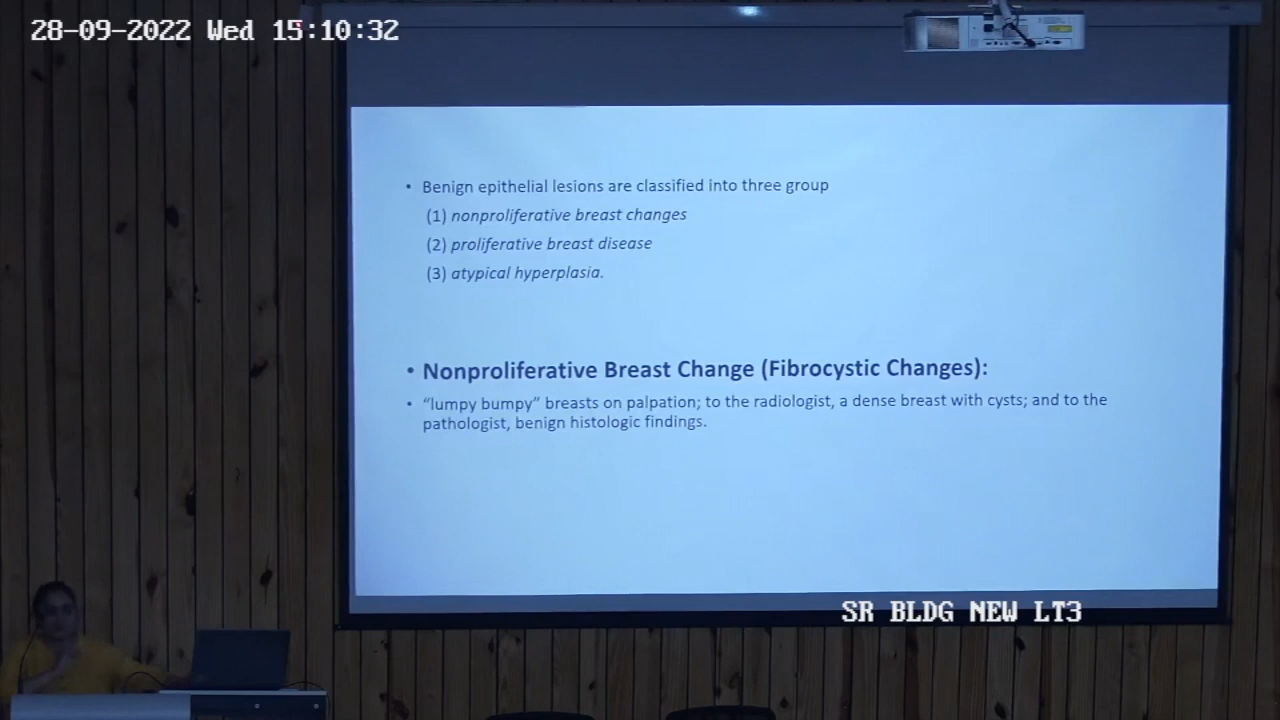 28-09-2022 Wed 15:10:32
• Benign epithelial lesions are classified into three group
(1) nonproliferative breast changes
(2) proliferative breast disease
(3) atypical hyperplasia.
• Nonproliferative Breast Change (Fibrocystic Changes):
• “lumpy bumpy” breasts on palpation; to the radiologist, a dense breast with cysts; and to the
pathologist, benign histologic findings.
SR BLDG NEW LT3